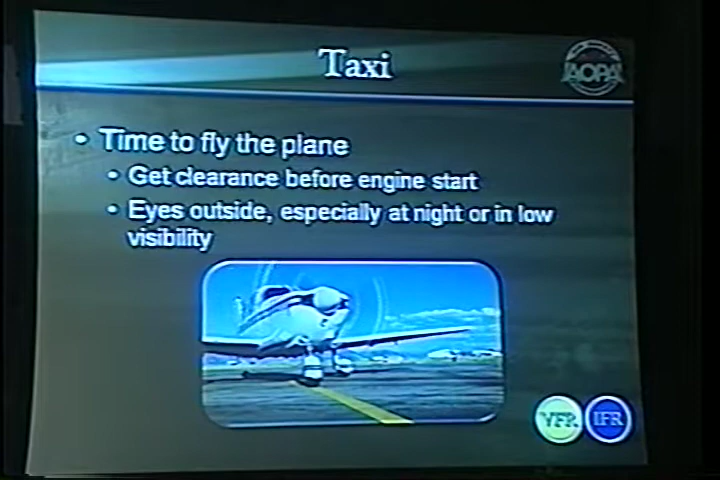 Taxi
AOPA
• Time to fly the plane
• Get clearance before engine start
• Eyes outside, especially at night or in low
visibility
VFR IFR